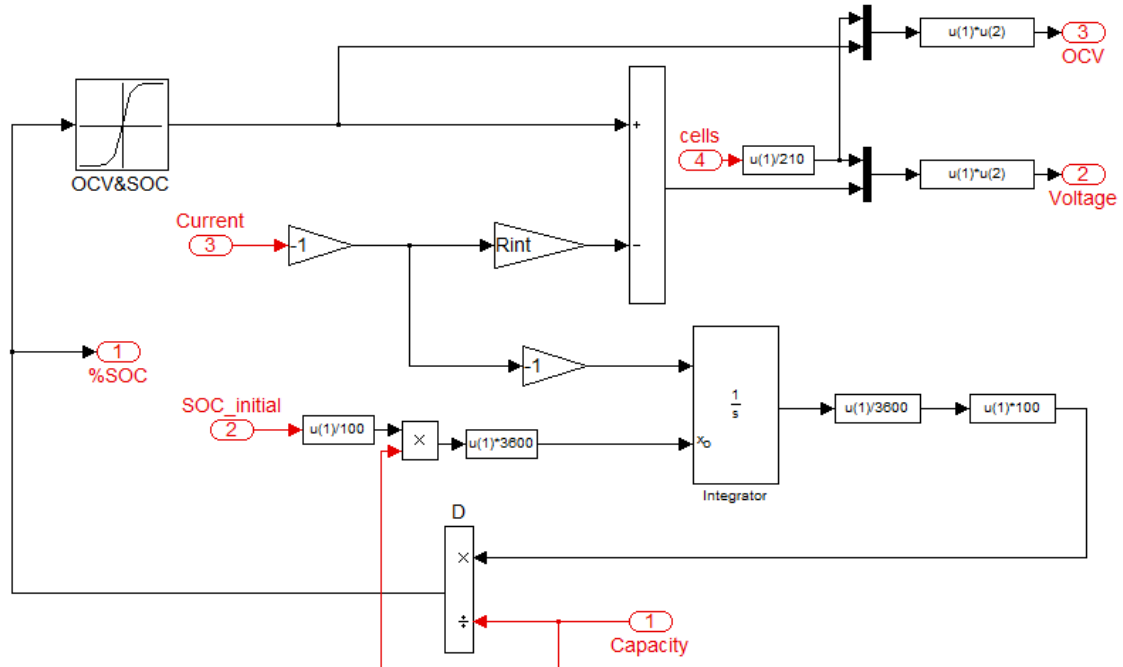 u(1)*u(2)
3
OCV
OCV&SOC
+
cells
4
u(1)/210
u(1)*u(2)
2
Voltage
Current
3
-1
Rint
−
1
%SOC
-1
1
s
xo
Integrator
u(1)/3600
u(1)*100
SOC_initial
2
u(1)/100
×
u(1)*3600
D
×
÷
1
Capacity